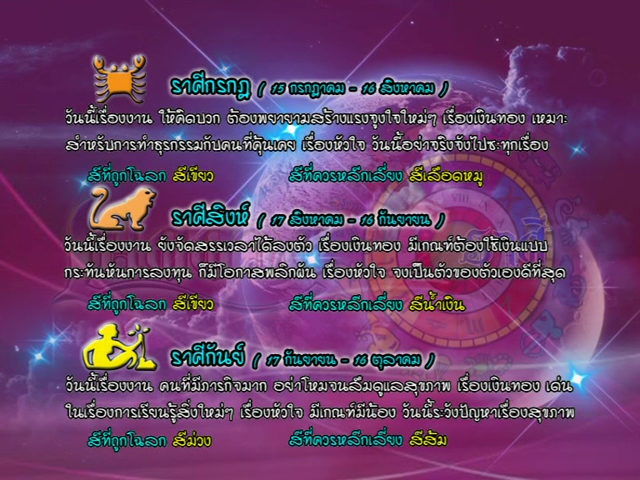 ราศีกรกฎ ( 15 กรกฎาคม - 16 สิงหาคม )
วันนี้เรื่องงาน ให้คิดบวก ต้องพยายามสร้างแรงจูงใจใหม่ๆ เรื่องเงินทอง เหมาะ
สำหรับการทำธุรกรรมกับคนที่คุ้นเคย เรื่องหัวใจ วันนี้อย่าจริงจังไปซะทุกเรื่อง
สีที่ถูกโฉลก สีเขียว สีที่ควรหลีกเลี่ยง สีเลือดหมู
ราศีสิงห์ ( 17 สิงหาคม - 16 กันยายน )
วันนี้เรื่องงาน ยังจัดสรรเวลาได้ลงตัว เรื่องเงินทอง มีเกณฑ์ต้องใช้เงินแบบ
กระทันหันการลงทุน ก็มีโอกาสพลิกผัน เรื่องหัวใจ จงเป็นตัวของตัวเองดีที่สุด
สีที่ถูกโฉลก สีเขียว สีที่ควรหลีกเลี่ยง สีน้ำเงิน
ราศีกันย์ ( 17 กันยายน - 16 ตุลาคม )
วันนี้เรื่องงาน คนที่มีภารกิจมาก อย่าโหมจนลืมดูแลสุขภาพ เรื่องเงินทอง เด่น
ในเรื่องการเรียนรู้สิ่งใหม่ๆ เรื่องหัวใจ มีเกณฑ์มีน้อง วันนี้ระวังปัญหาเรื่องสุขภาพ
สีที่ถูกโฉลก สีม่วง สีที่ควรหลีกเลี่ยง สีส้ม